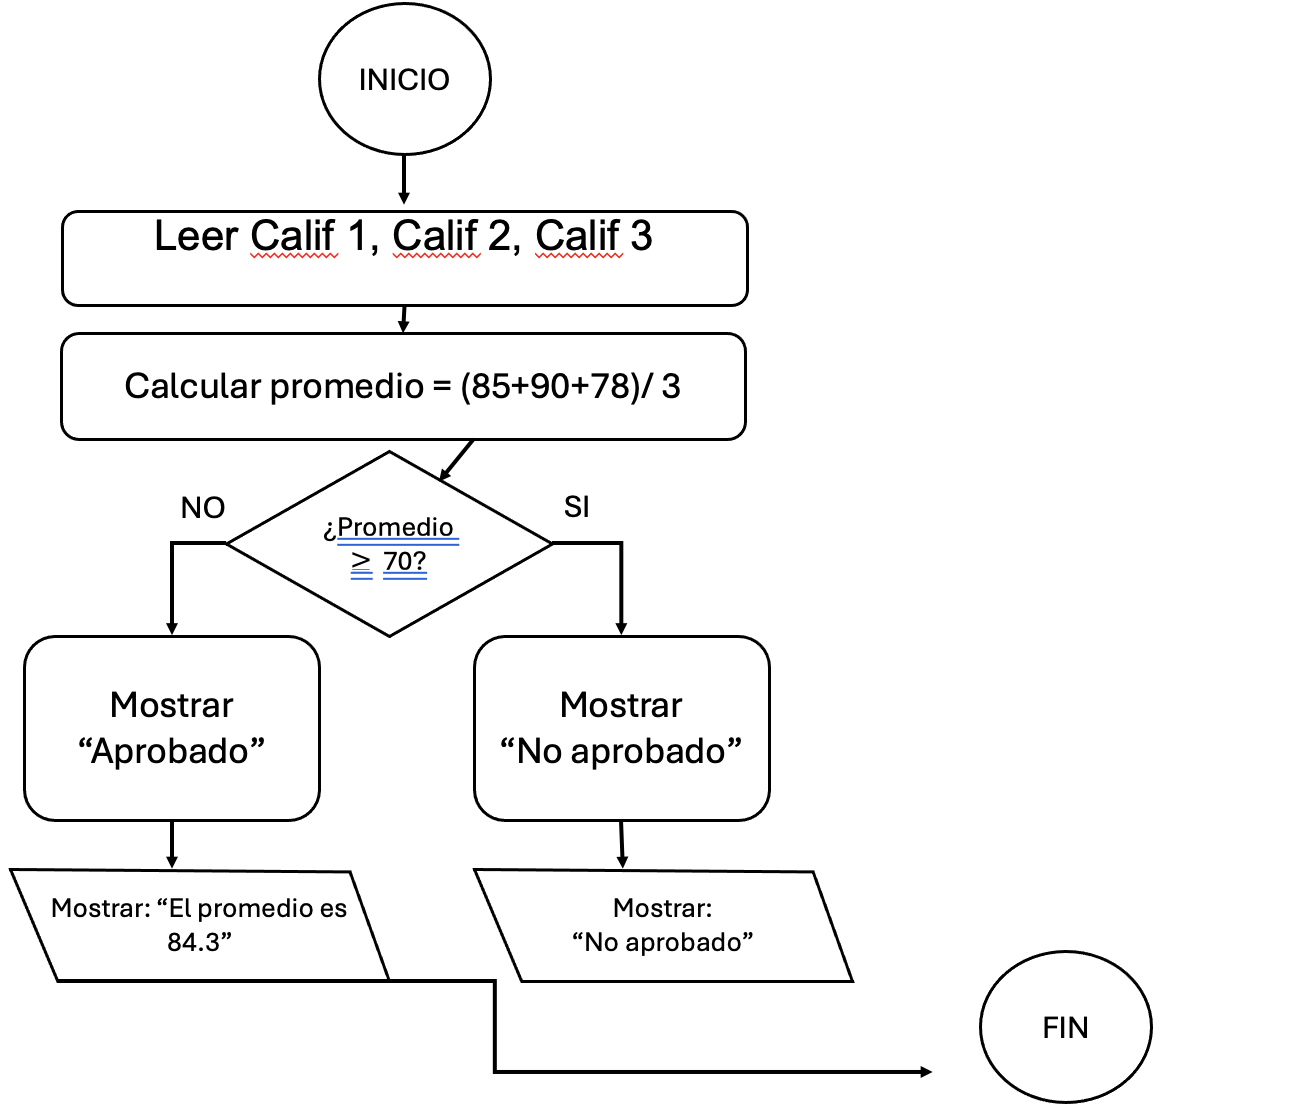 INICIO
Leer Calif 1, Calif 2, Calif 3
Calcular promedio = (85+90+78)/ 3
NO
SI
¿Promedio
≥ 70?
Mostrar
“Aprobado”
Mostrar
“No aprobado”
Mostrar: “El promedio es
84.3”
Mostrar:
“No aprobado”
FIN